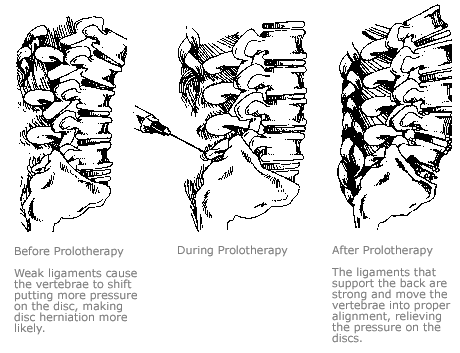 Before Prolotherapy
During Prolotherapy
After Prolotherapy
Weak ligaments cause
the vertebrae to shift
putting more pressure
on the disc, making
disc herniation more
likely.
The ligaments that
support the back are
strong and move the
vertebrae into proper
alignment, relieving
the pressure on the
discs.